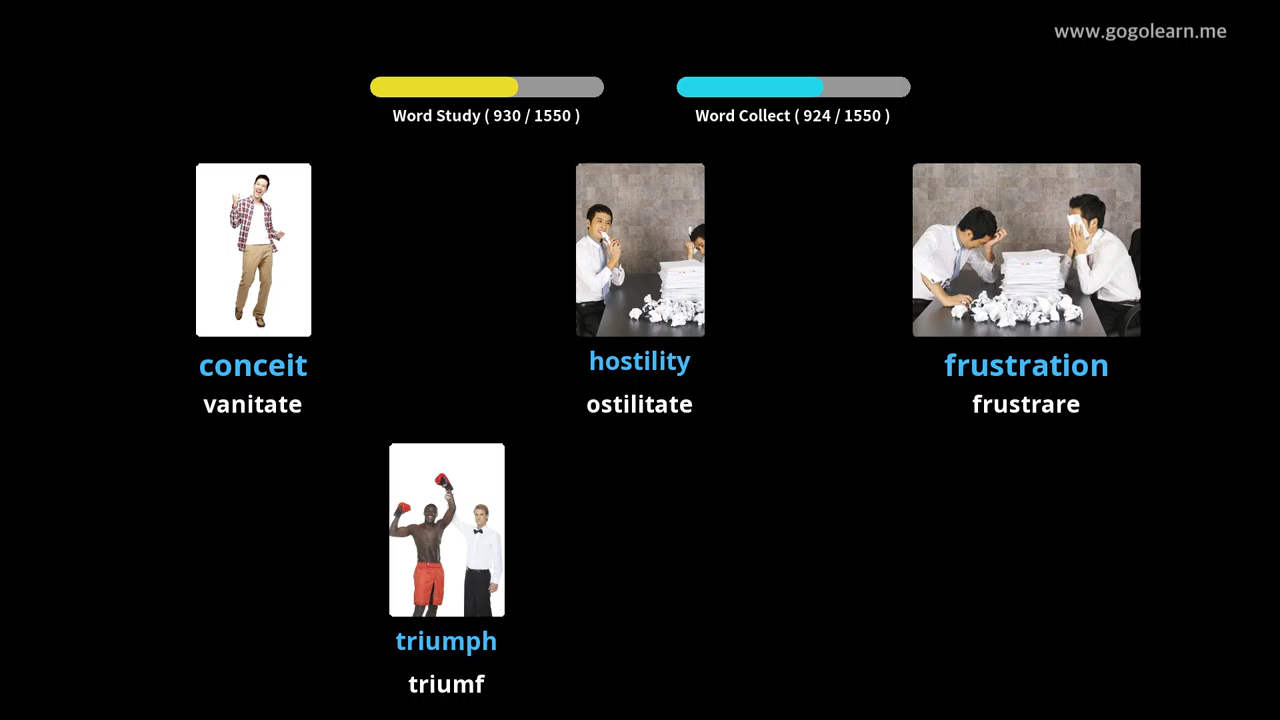 www.gogolearn.me
Word Study ( 930 / 1550 )
Word Collect ( 924 / 1550 )
conceit
vanitate
hostility
ostilitate
frustration
frustrare
triumph
triumf